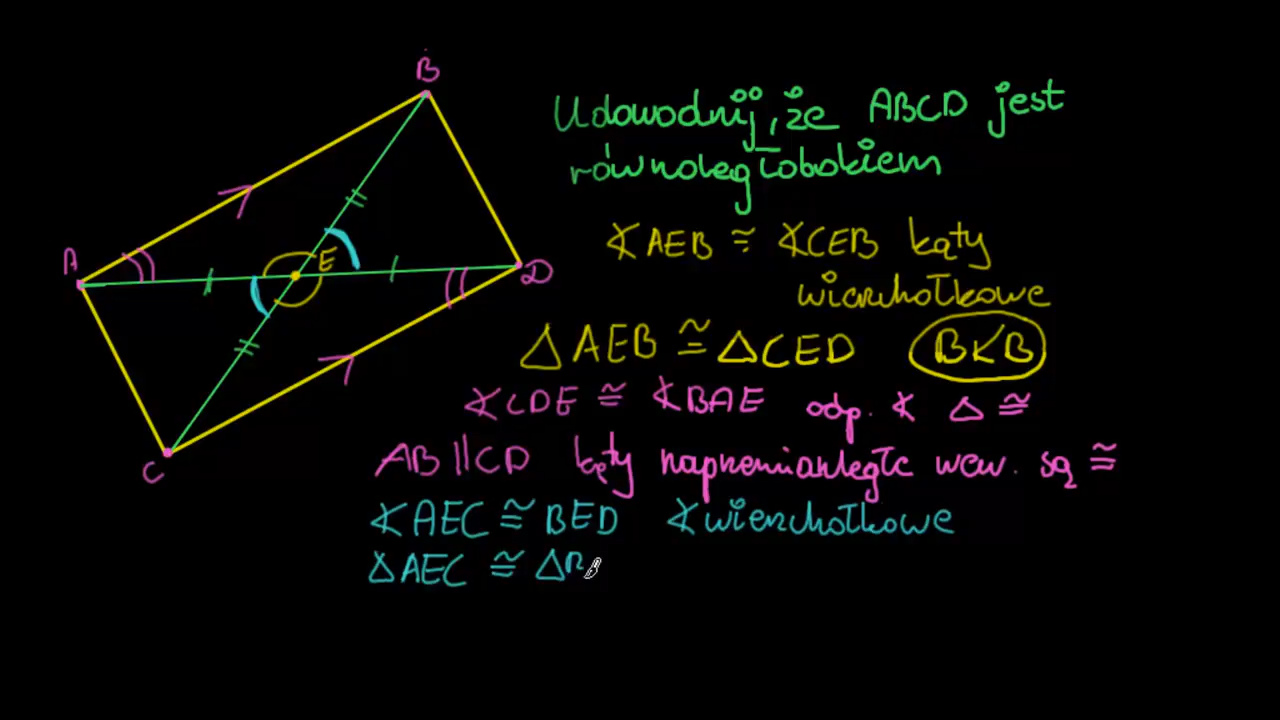 B
A
E
D
C
Udowodnij, że ABCD jest
równoległobokiem
∢AEB ≅ ∢CEB kąty
wierzchołkowe
△AEB ≅ △CED B∢B
∢CDE ≅ ∢BAE odp. ∢ △ ≅
AB||CD kąty naprzemianległe wew. są ≅
∢AEC ≅ BED ∢wierzchołkowe
△AEC ≅ △B